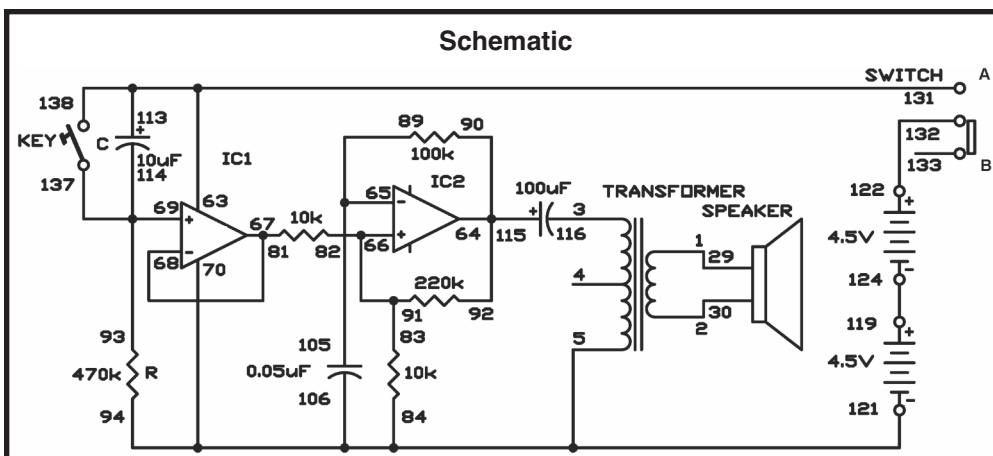 Schematic
SWITCH A
138 131
113 89 90
KEY + 132
C 100k
10uF IC1 IC2 133 B
114
137 100uF TRANSFORMER 122
69 63 65 SPEAKER +
+ 67 10k - + 3 1
68 81 82 66 + 64 115 116 29 4.5V
- 70 220k 4 -
124
91 92 30 119
93 105 83 5 2 +
470k R 0.05uF 10k 4.5V
106 -
94 84 121